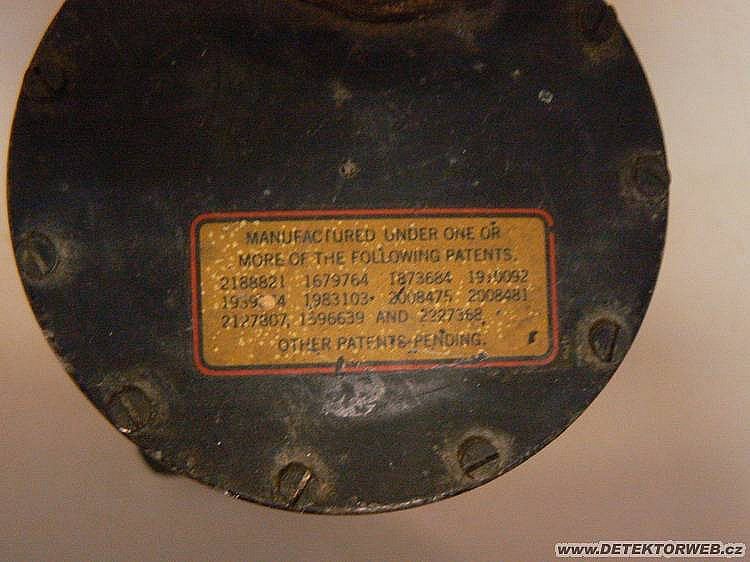 MANUFACTURED UNDER ONE OR
MORE OF THE FOLLOWING PATENTS.
2188821 1679764 1873684 1910092
1983103 2008475 2008481
2127807, 1596639 AND 2227368.
OTHER PATENTS PENDING.
www.DETEKTORWEB.cz